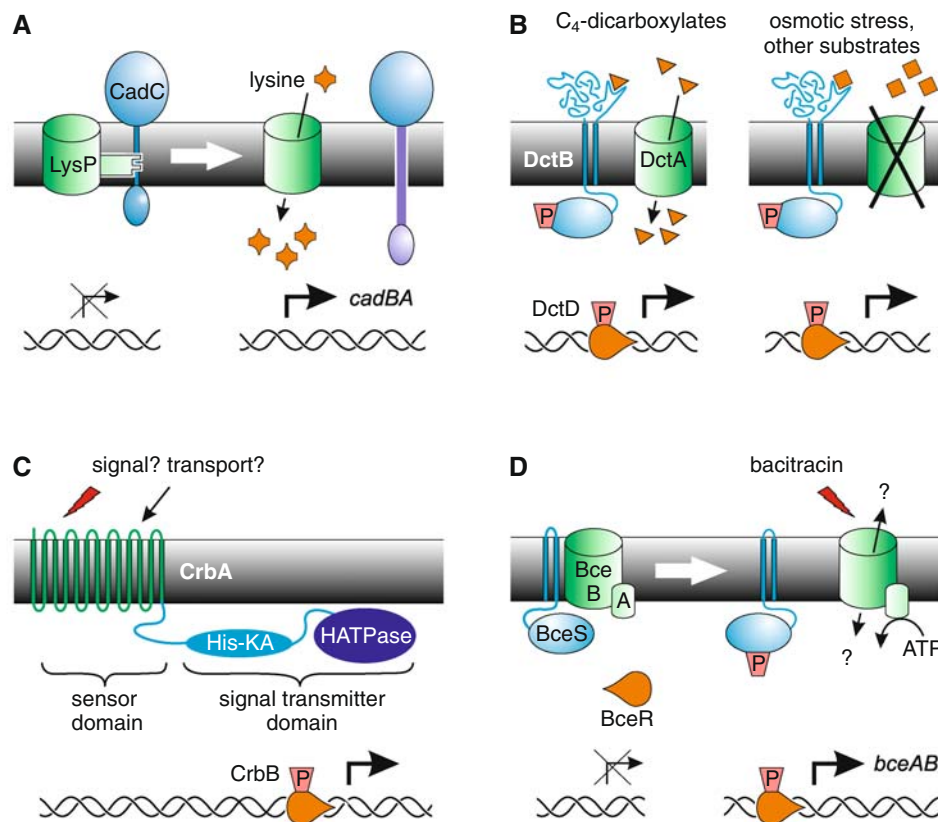 A
lysine
CadC
LysP
cadBA
B
C4-dicarboxylates
osmotic stress,
other substrates
DctB
DctA
P
P
DctD
P
P
C
signal? transport?
CrbA
His-KA
HATPase
sensor
domain
signal transmitter
domain
CrbB
P
D
bacitracin
?
Bce
B
A
BceS
P
?
ATP
BceR
bceAB
P